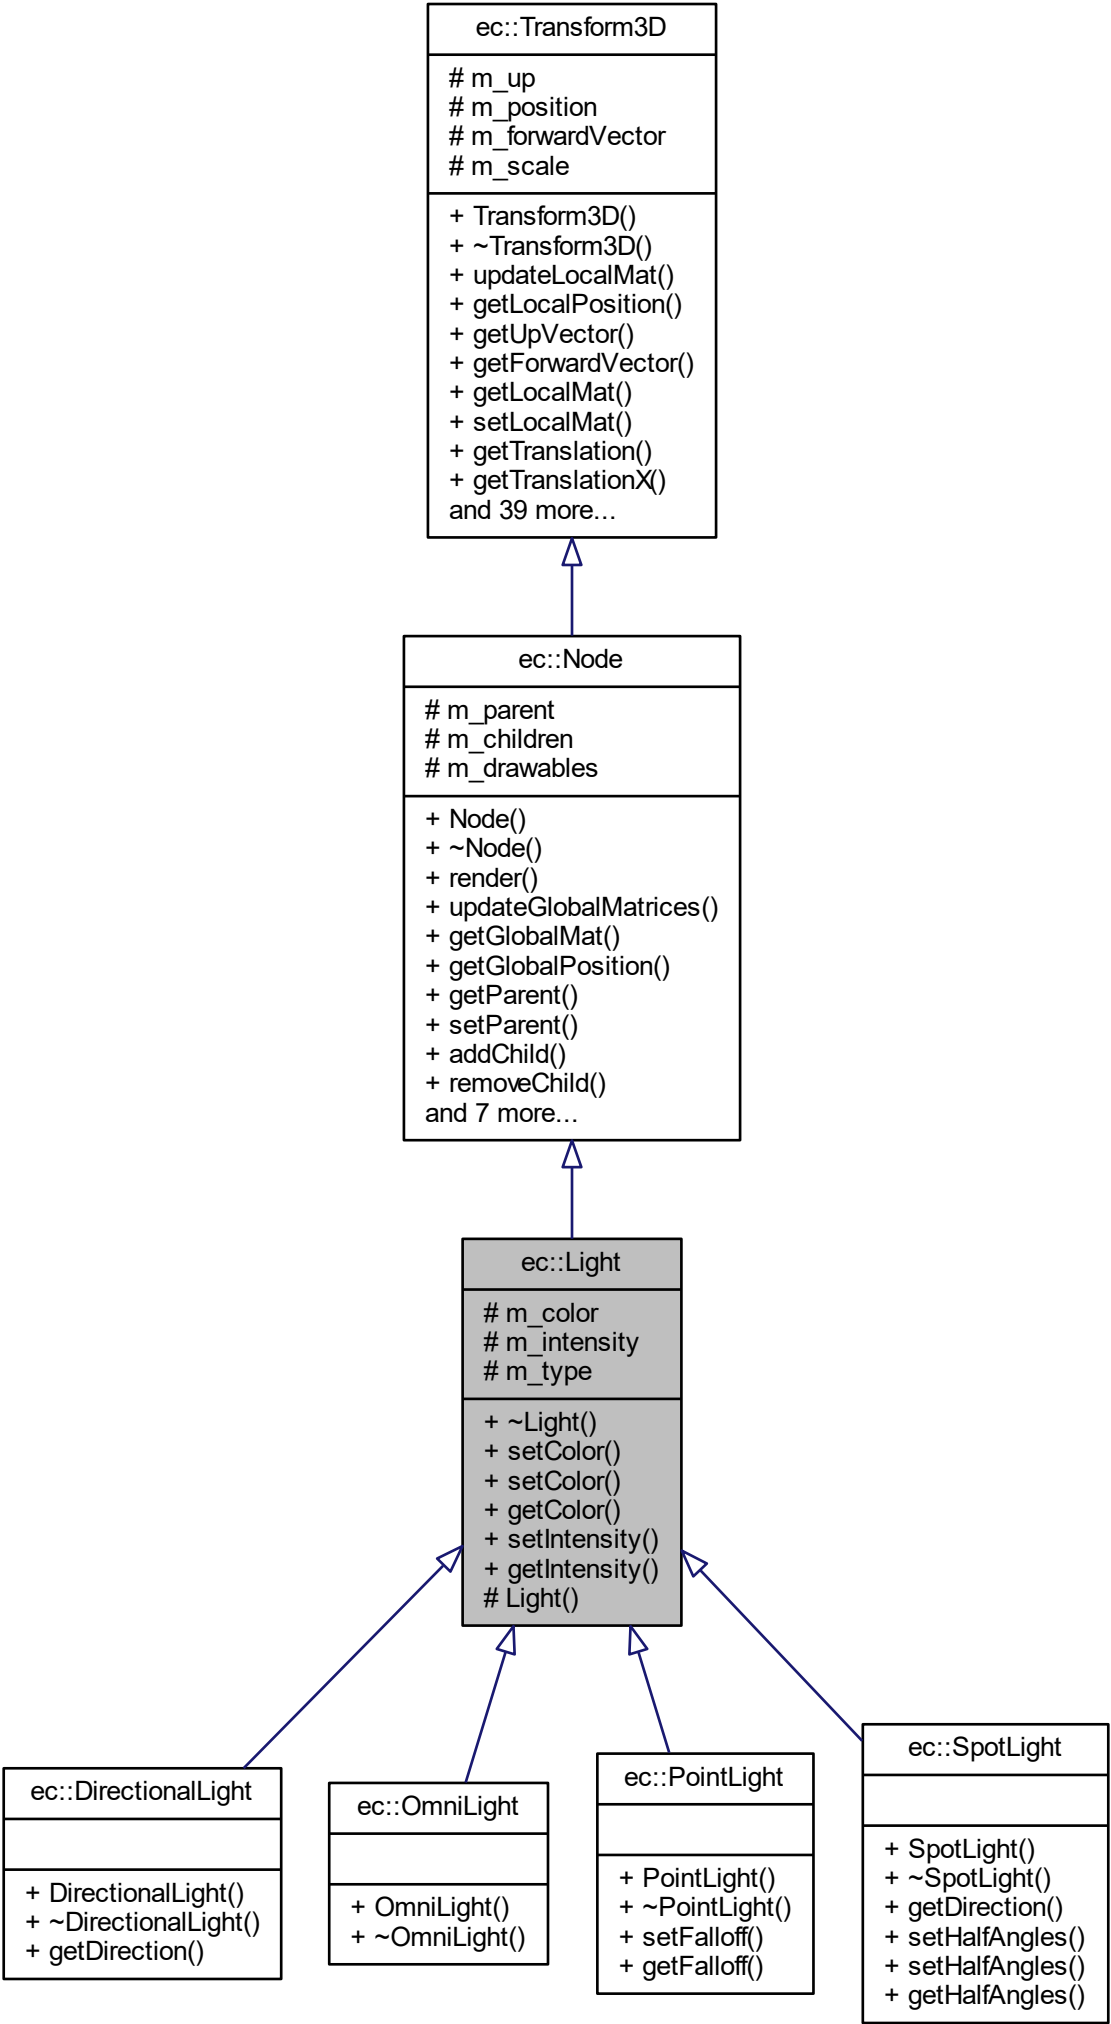 ec::Transform3D
# m_up
# m_position
# m_forwardVector
# m_scale
+ Transform3D()
+ ~Transform3D()
+ updateLocalMat()
+ getLocalPosition()
+ getUpVector()
+ getForwardVector()
+ getLocalMat()
+ setLocalMat()
+ getTranslation()
+ getTranslationX()
and 39 more...
ec::Node
# m_parent
# m_children
# m_drawables
+ Node()
+ ~Node()
+ render()
+ updateGlobalMatrices()
+ getGlobalMat()
+ getGlobalPosition()
+ getParent()
+ setParent()
+ addChild()
+ removeChild()
and 7 more...
ec::Light
# m_color
# m_intensity
# m_type
+ ~Light()
+ setColor()
+ setColor()
+ getColor()
+ setIntensity()
+ getIntensity()
# Light()
ec::DirectionalLight
+ DirectionalLight()
+ ~DirectionalLight()
+ getDirection()
ec::OmniLight
+ OmniLight()
+ ~OmniLight()
ec::PointLight
+ PointLight()
+ ~PointLight()
+ setFalloff()
+ getFalloff()
ec::SpotLight
+ SpotLight()
+ ~SpotLight()
+ getDirection()
+ setHalfAngles()
+ setHalfAngles()
+ getHalfAngles()